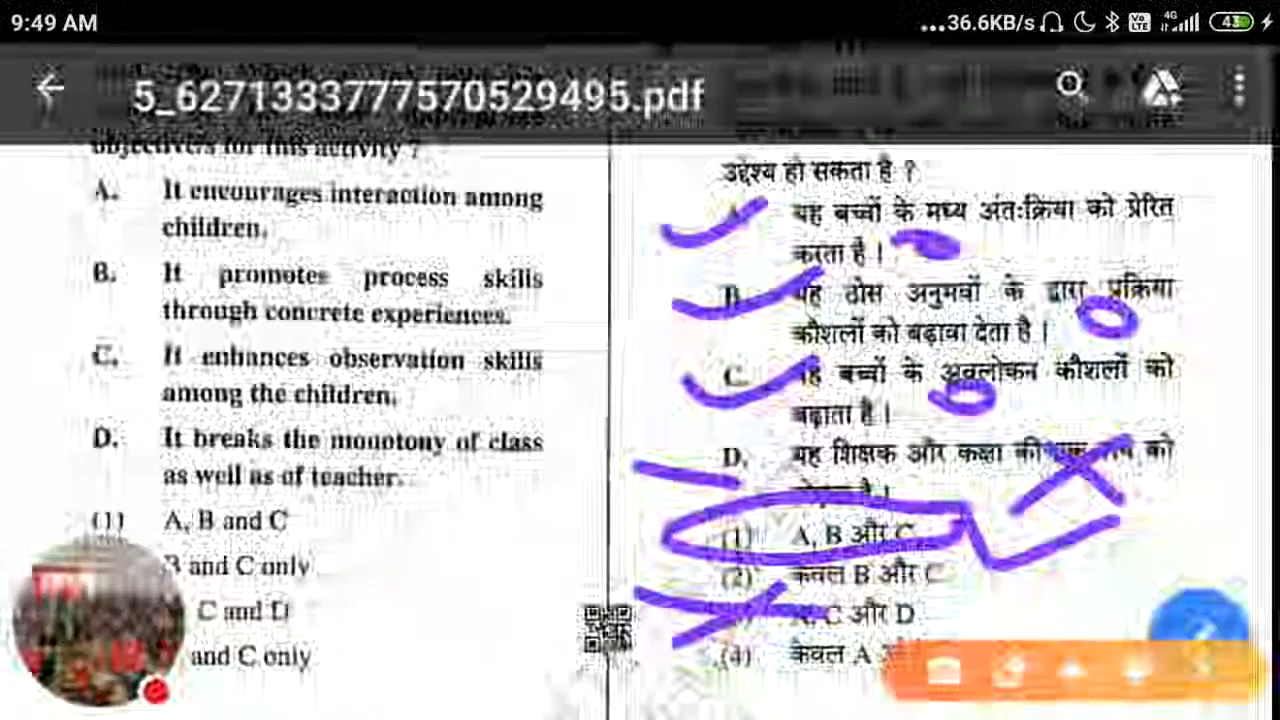 9:49 AM
...36.6KB/s
4G
43
5_6271333777570529495.pdf
objectives for this activity ?
A. It encourages interaction among
children.
B. It promotes process skills
through concrete experiences.
C. It enhances observation skills
among the children.
D. It breaks the monotony of class
as well as of teacher.
(1) A, B and C
B and C only
C and D
and C only
उद्देश्य हो सकता है ?
A. यह बच्चों के मध्य अंतःक्रिया को प्रेरित
करता है ।
B. यह ठोस अनुभवों के द्वारा प्रक्रिया
कौशलों को बढ़ावा देता है ।
C. यह बच्चों के अवलोकन कौशलों को
बढ़ाता है ।
D. यह शिक्षक और कक्षा की को
है ।
(1) A, B और C
(2) केवल B और C
C और D
(4) केवल A